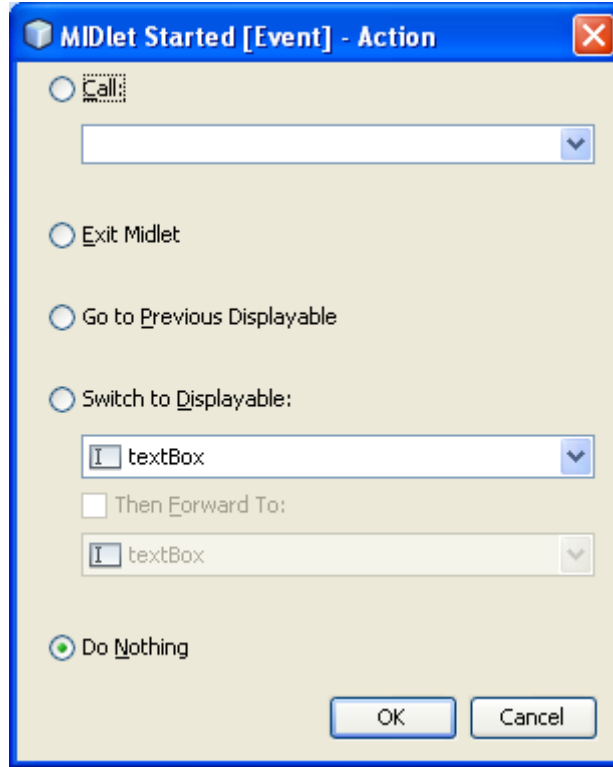 MIDlet Started [Event] - Action
Call:
Exit Midlet
Go to Previous Displayable
Switch to Displayable:
textBox
Then Forward To:
textBox
Do Nothing
OK Cancel